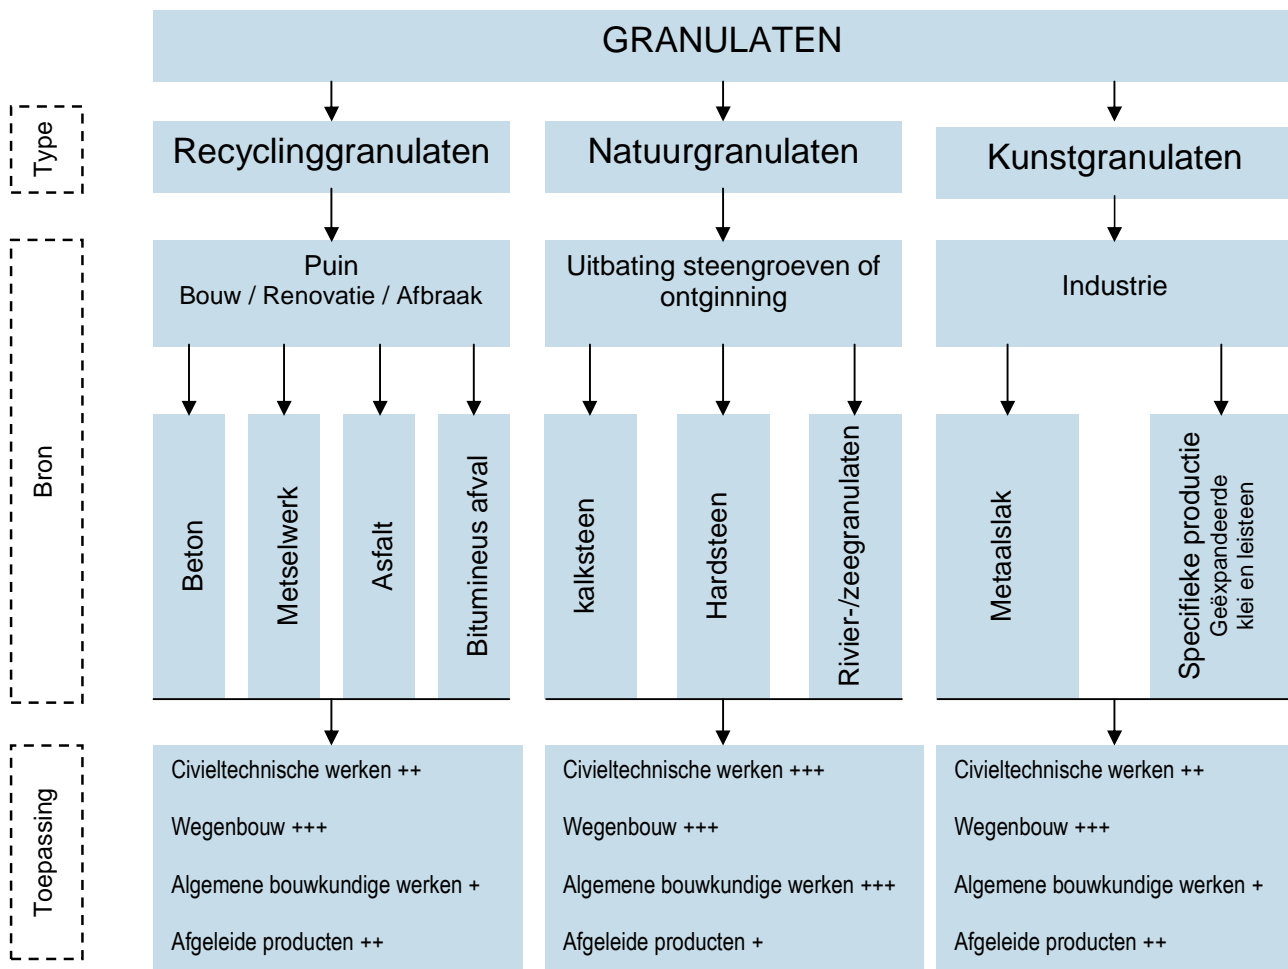 GRANULATEN
Type
Recyclinggranulaten
Natuurgranulaten
Kunstgranulaten
Bron
Puin
Bouw / Renovatie / Afbraak
Uitbating steengroeven of
ontginning
Industrie
Beton
Metselwerk
Asfalt
Bitumineus afval
kalksteen
Hardsteen
Rivier-/zeegranulaten
Metaalslak
Specifieke productie
Geëxpandeerde
klei en leisteen
Toepassing
Civieltechnische werken ++
Wegenbouw +++
Algemene bouwkundige werken +
Afgeleide producten ++
Civieltechnische werken +++
Wegenbouw +++
Algemene bouwkundige werken +++
Afgeleide producten +
Civieltechnische werken ++
Wegenbouw +++
Algemene bouwkundige werken +
Afgeleide producten ++